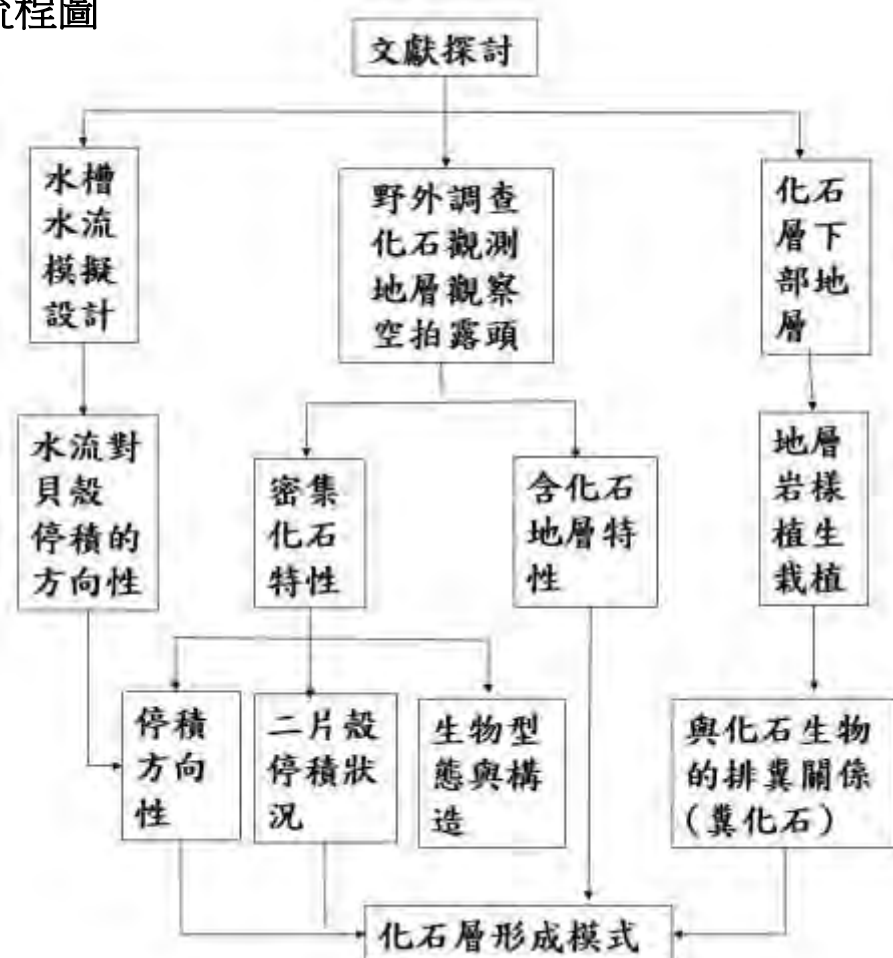 流程圖
文獻探討
水槽
水流
模擬
設計
野外調查
化石觀測
地層觀察
空拍露頭
化石
層下
部地
層
水流對
貝殼
停積的
方向性
密集
化石
特性
含化石
地層特
性
地層
岩樣
植生
栽植
停積
方向
性
二片殼
停積狀
況
生物型
態與構
造
與化石生物
的排糞關係
(糞化石)
化石層形成模式